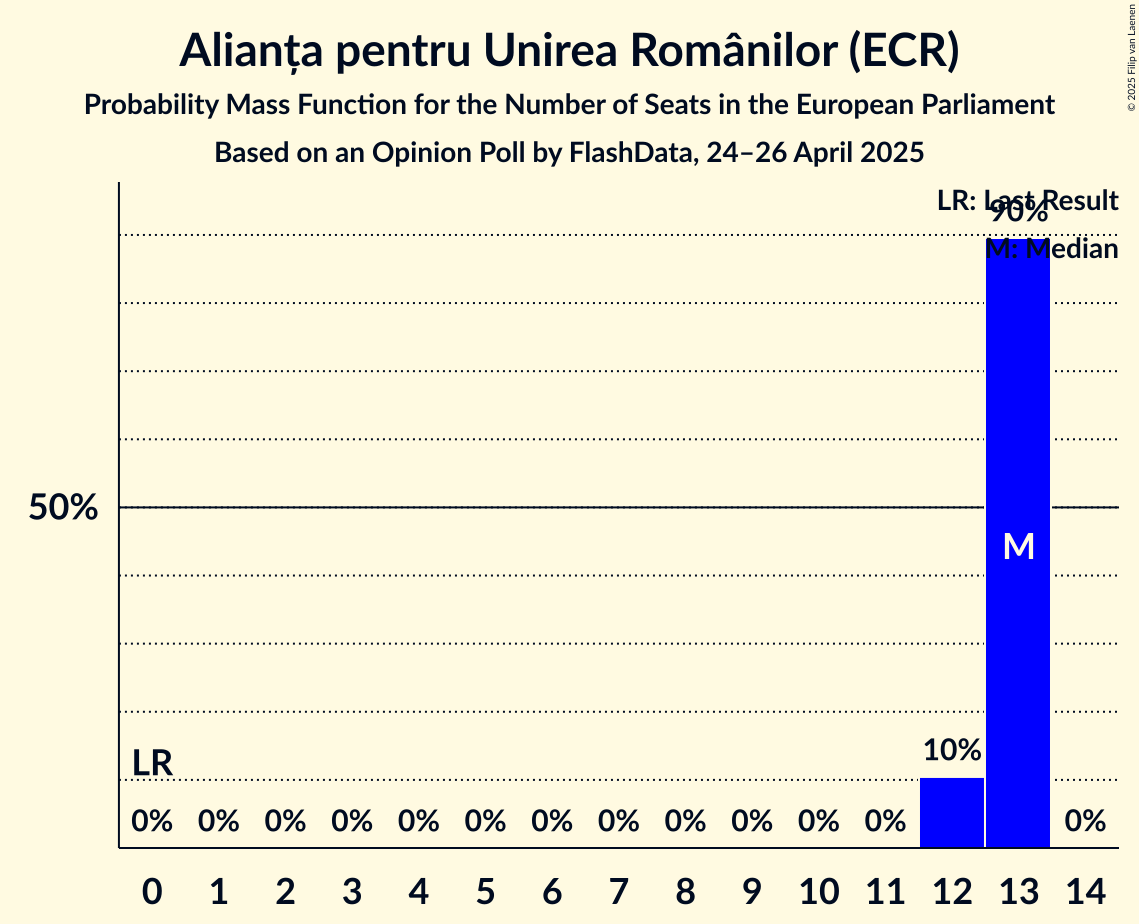 Alianța pentru Unirea Românilor (ECR)
Probability Mass Function for the Number of Seats in the European Parliament
Based on an Opinion Poll by FlashData, 24–26 April 2025
© 2025 Filip van Laenen
LR: Last Result
90%
M: Median
50%
M
10%
LR
0% 0% 0% 0% 0% 0% 0% 0% 0% 0% 0% 0% 0%
0 1 2 3 4 5 6 7 8 9 10 11 12 13 14